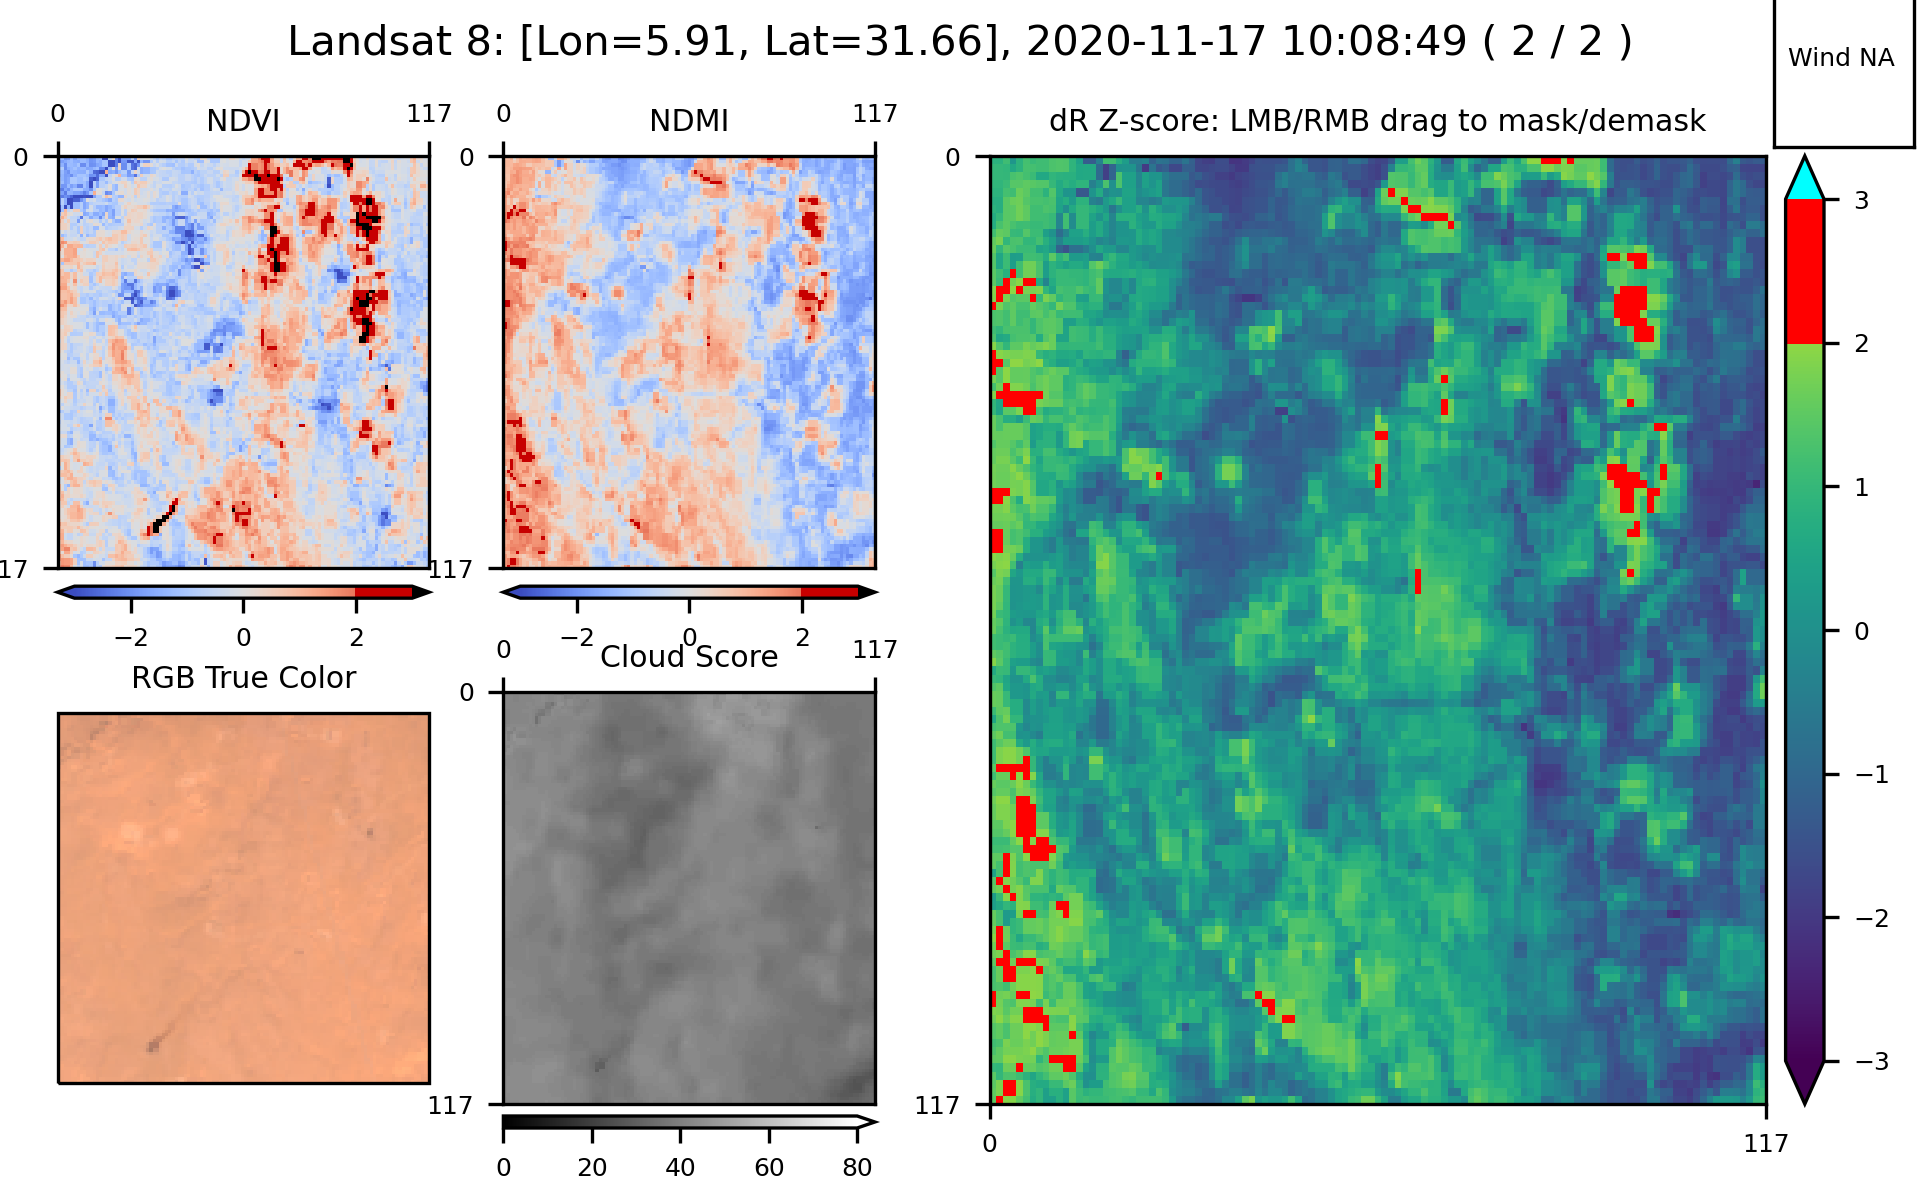 Landsat 8: [Lon=5.91, Lat=31.66], 2020-11-17 10:08:49 ( 2 / 2 )
Wind NA
0 NDVI 117
0 NDMI 117
dR Z-score: LMB/RMB drag to mask/demask
0
0
0
3
2
1
0
−1
−2
−3
17
117
−2 0 2
−2 0 2
RGB True Color
0 Cloud Score 117
0
117
117
0 20 40 60 80
0 117